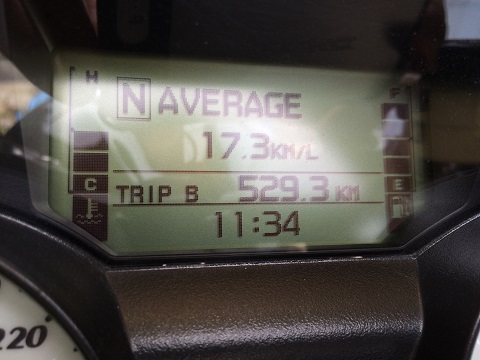 H F
N AVERAGE
17.3KM/L
C E
TRIP B 529.3 KM
11:34
220